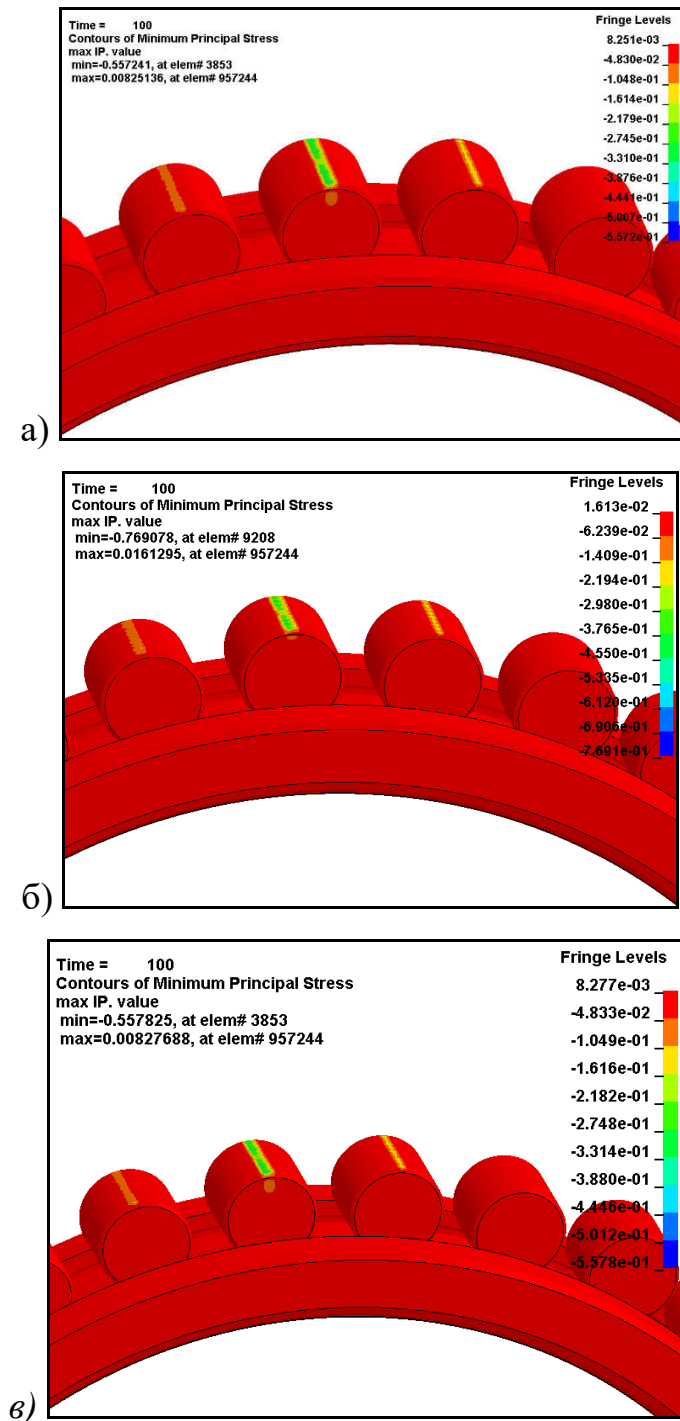 Time = 100
Contours of Minimum Principal Stress
max IP. value
min=-0.557241, at elem# 3853
max=0.00825136, at elem# 957244
Fringe Levels
8.251e-03
-4.830e-02
-1.048e-01
-1.614e-01
-2.179e-01
-2.745e-01
-3.310e-01
-3.876e-01
-4.441e-01
-5.007e-01
-5.572e-01
а)
Time = 100
Contours of Minimum Principal Stress
max IP. value
min=-0.769078, at elem# 9208
max=0.0161295, at elem# 957244
Fringe Levels
1.613e-02
-6.239e-02
-1.409e-01
-2.194e-01
-2.980e-01
-3.765e-01
-4.550e-01
-5.335e-01
-6.120e-01
-6.906e-01
-7.691e-01
б)
Time = 100
Contours of Minimum Principal Stress
max IP. value
min=-0.557825, at elem# 3853
max=0.00827688, at elem# 957244
Fringe Levels
8.277e-03
-4.833e-02
-1.049e-01
-1.616e-01
-2.182e-01
-2.748e-01
-3.314e-01
-3.880e-01
-4.446e-01
-5.012e-01
-5.578e-01
в)